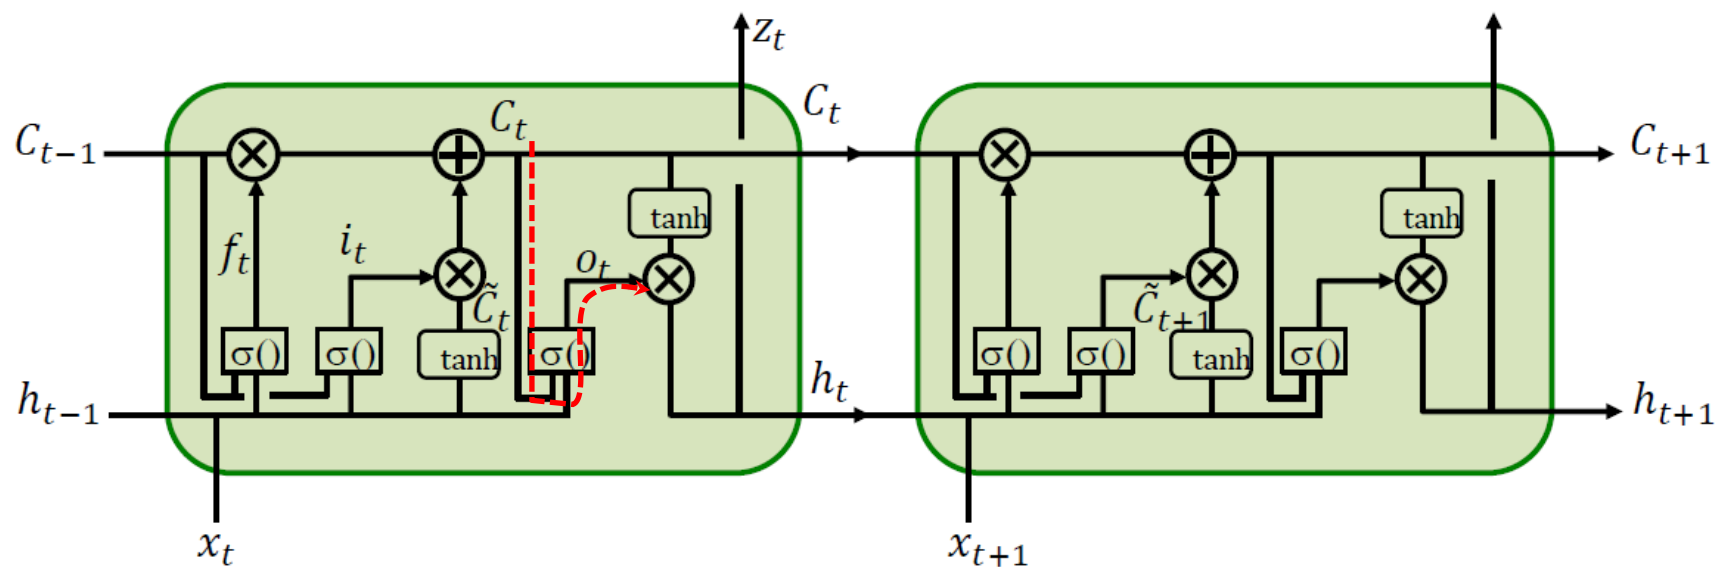 z_t
C_{t-1}
C_t
C_t
C_{t+1}
tanh
tanh
f_t
i_t
o_t
C̃_t
C̃_{t+1}
σ()
σ()
tanh
σ()
σ()
σ()
tanh
σ()
h_{t-1}
h_t
h_{t+1}
x_t
x_{t+1}